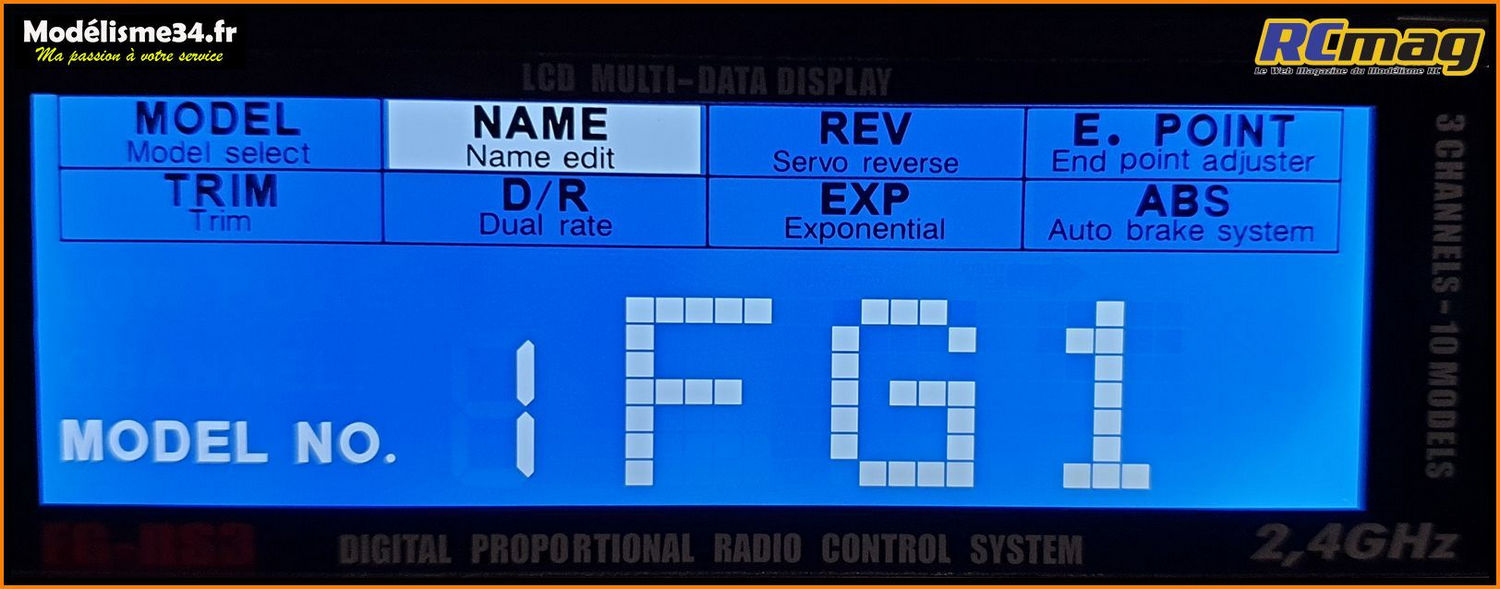 Modélisme34.fr
Ma passion à votre service
RCmag
Le Web Magazine du Modélisme RC
LCD MULTI-DATA DISPLAY
MODEL
Model select
NAME
Name edit
REV
Servo reverse
E. POINT
End point adjuster
TRIM
Trim
D/R
Dual rate
EXP
Exponential
ABS
Auto brake system
MODEL NO. 1 FG1
3 CHANNELS-10 MODELS
FG-RS3
DIGITAL PROPORTIONAL RADIO CONTROL SYSTEM
2,4GHz